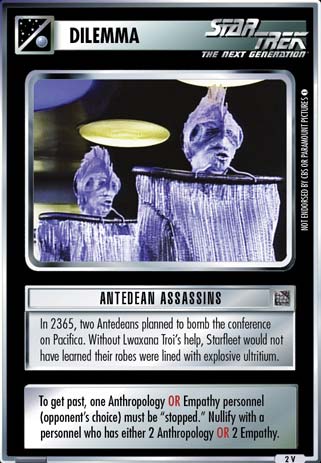 DILEMMA
STAR TREK
THE NEXT GENERATION
NOT ENDORSED BY CBS OR PARAMOUNT PICTURES
ANTEDEAN ASSASSINS
In 2365, two Antedeans planned to bomb the conference
on Pacifica. Without Lwaxana Troi's help, Starfleet would not
have learned their robes were lined with explosive ultritium.
To get past, one Anthropology OR Empathy personnel
(opponent's choice) must be "stopped." Nullify with a
personnel who has either 2 Anthropology OR 2 Empathy.
2 V